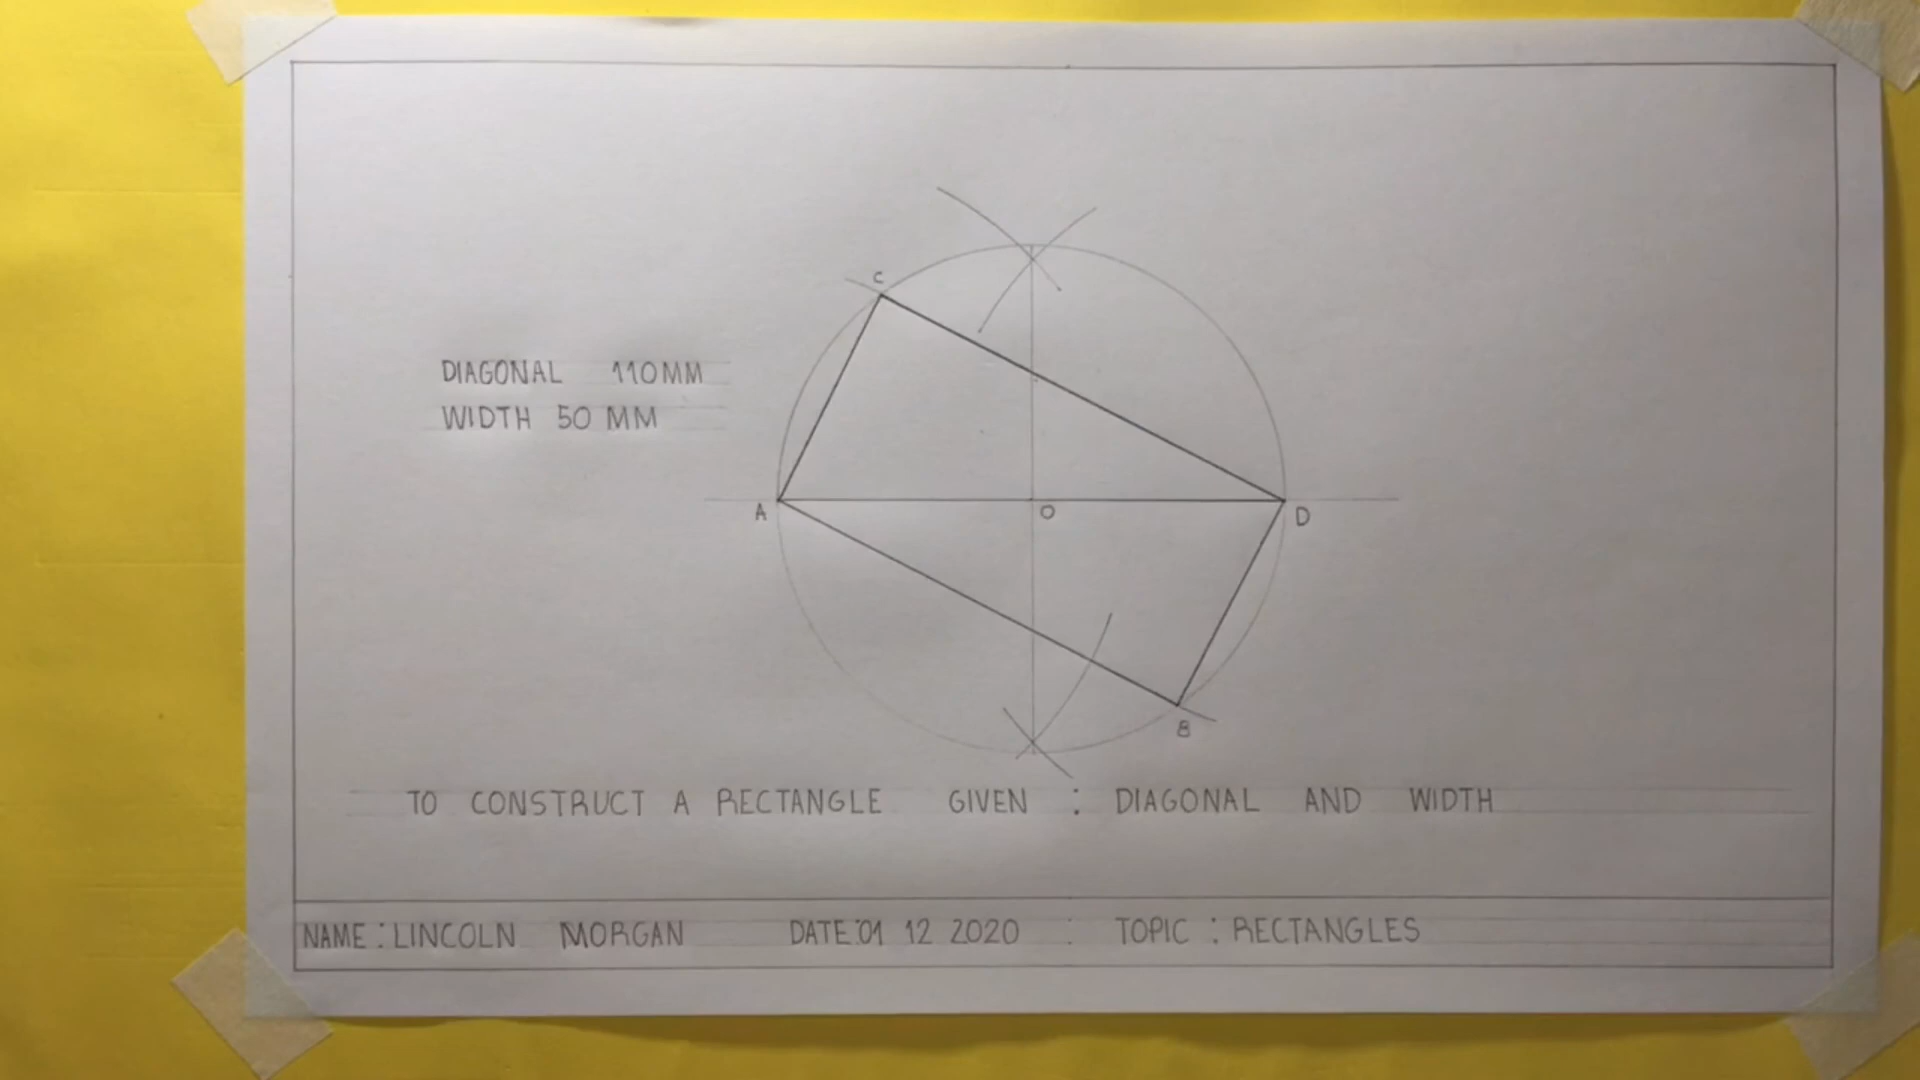 C
DIAGONAL 110MM
WIDTH 50 MM
A O D
B
TO CONSTRUCT A RECTANGLE GIVEN : DIAGONAL AND WIDTH
NAME : LINCOLN MORGAN DATE:01 12 2020 : TOPIC : RECTANGLES